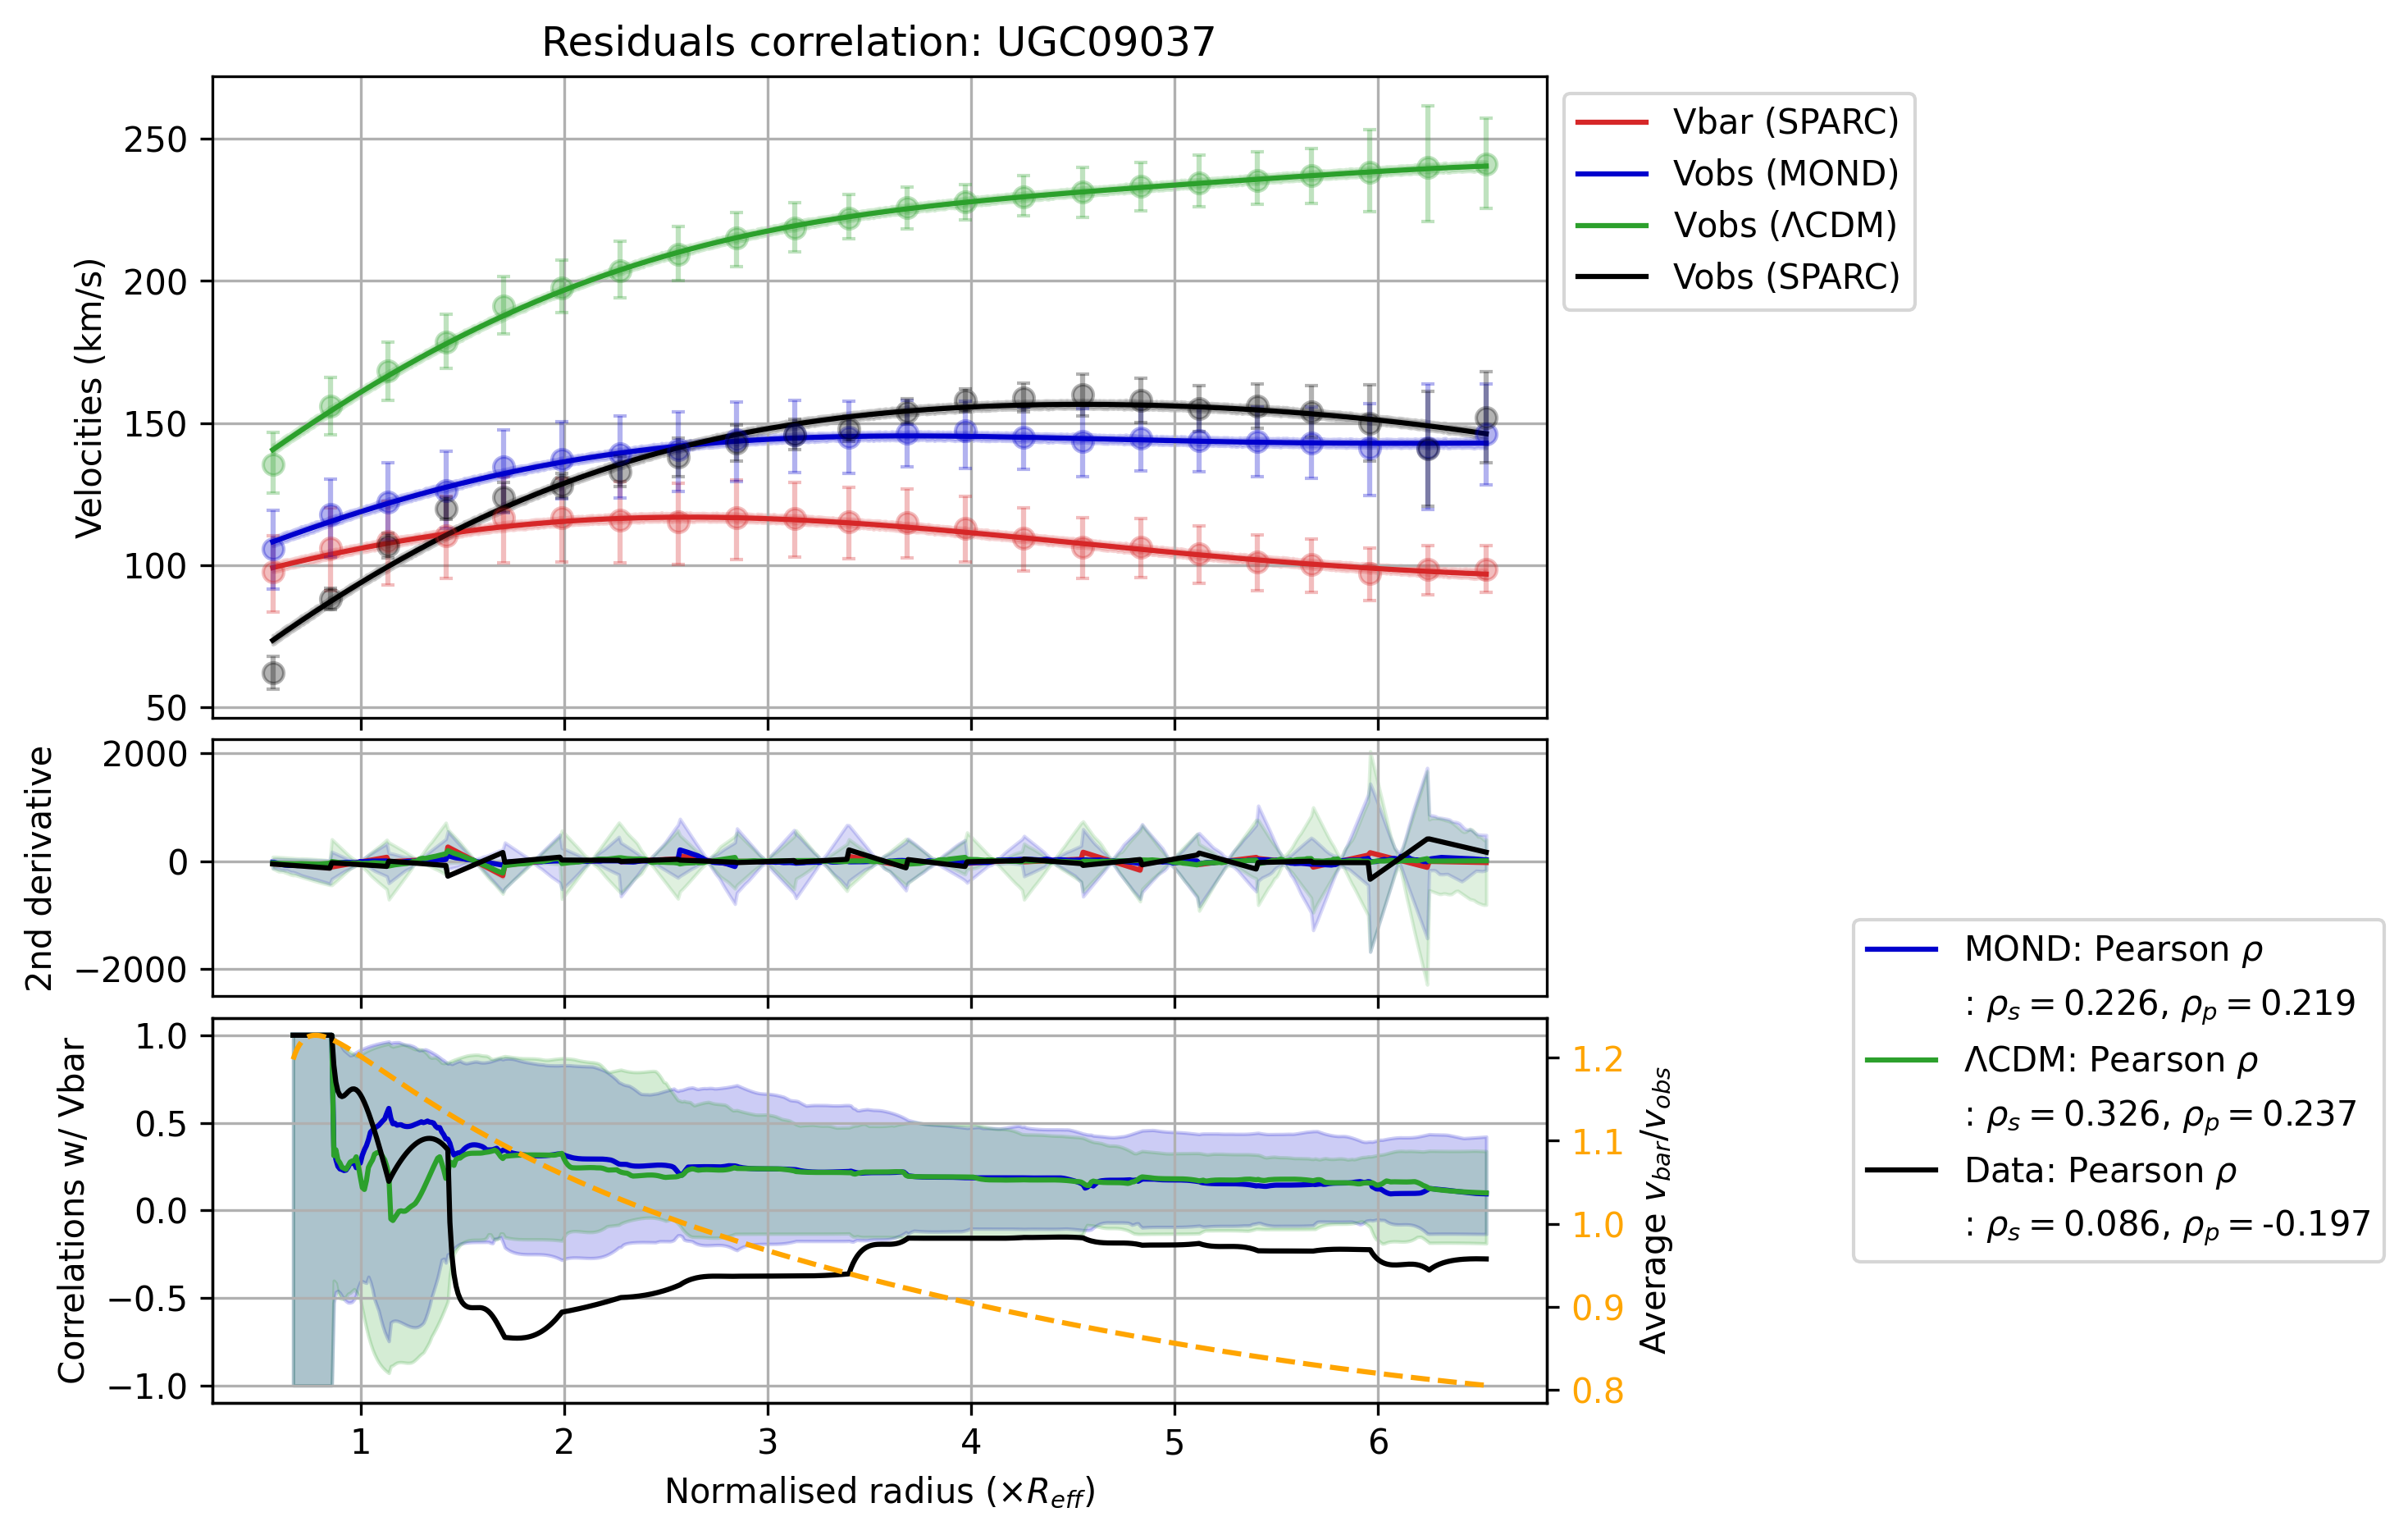 Residuals correlation: UGC09037
Velocities (km/s)
250
200
150
100
50
Vbar (SPARC)
Vobs (MOND)
Vobs (ΛCDM)
Vobs (SPARC)
2nd derivative
2000
0
−2000
Correlations w/ Vbar
1.0
0.5
0.0
−0.5
−1.0
1.2
1.1
1.0
0.9
0.8
Average v_bar/v_obs
MOND: Pearson ρ
: ρ_s = 0.226, ρ_p = 0.219
ΛCDM: Pearson ρ
: ρ_s = 0.326, ρ_p = 0.237
Data: Pearson ρ
: ρ_s = 0.086, ρ_p = -0.197
1 2 3 4 5 6
Normalised radius (×R_eff)